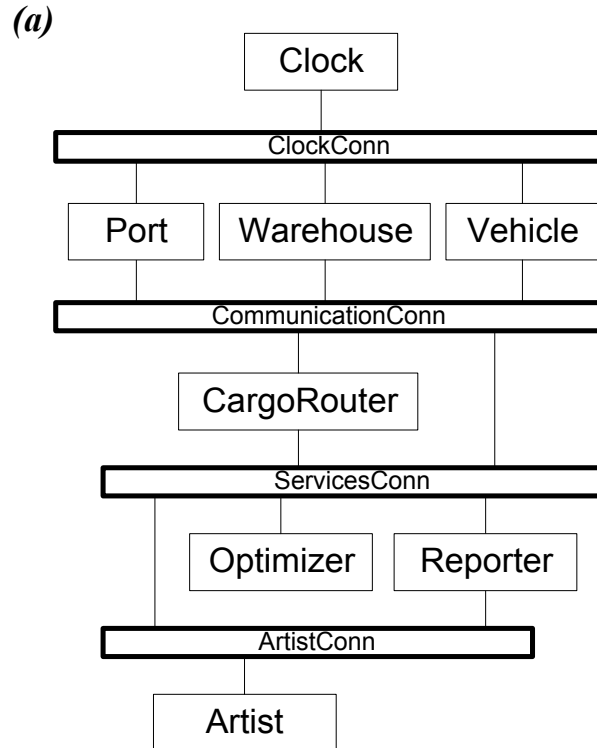 (a)
Clock
ClockConn
Port Warehouse Vehicle
CommunicationConn
CargoRouter
ServicesConn
Optimizer Reporter
ArtistConn
Artist